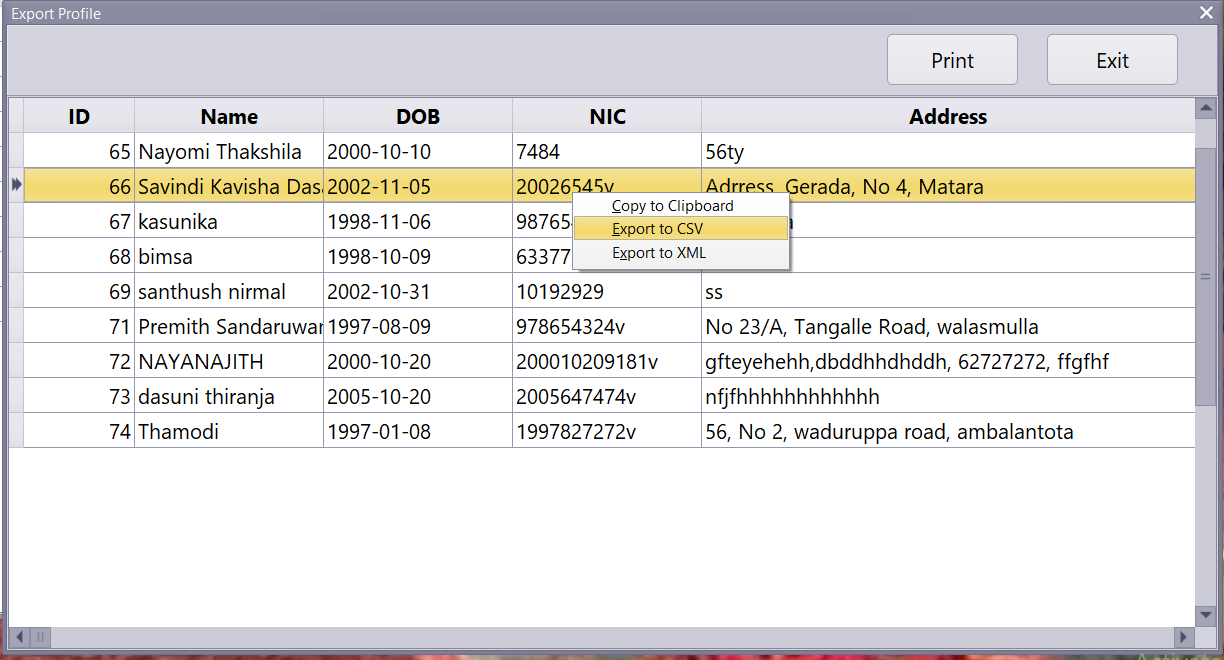 Export Profile
Print Exit
ID Name DOB NIC Address
65 Nayomi Thakshila 2000-10-10 7484 56ty
66 Savindi Kavisha Dasa 2002-11-05 20026545v Adrress Gerada, No 4, Matara
67 kasunika 1998-11-06 98765
68 bimsa 1998-10-09 63377
Copy to Clipboard
Export to CSV
Export to XML
69 santhush nirmal 2002-10-31 10192929 ss
71 Premith Sandaruwan 1997-08-09 978654324v No 23/A, Tangalle Road, walasmulla
72 NAYANAJITH 2000-10-20 200010209181v gfteyehehh,dbddhhdhddh, 62727272, ffgfhf
73 dasuni thiranja 2005-10-20 2005647474v nfjfhhhhhhhhhhhh
74 Thamodi 1997-01-08 1997827272v 56, No 2, waduruppa road, ambalantota